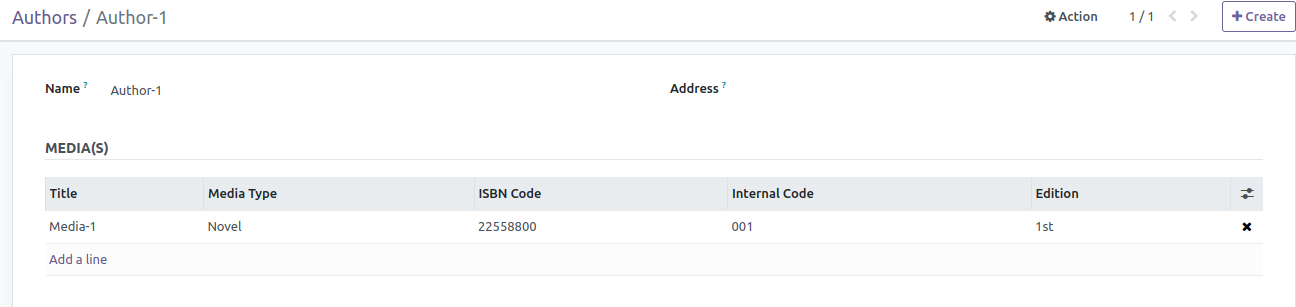 Authors / Author-1 Action 1 / 1 Create
Name ? Author-1 Address ?
MEDIA(S)
Title Media Type ISBN Code Internal Code Edition
Media-1 Novel 22558800 001 1st
Add a line